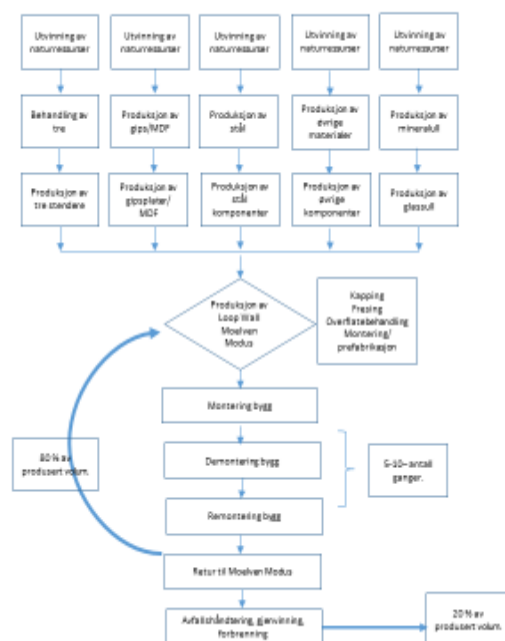 Utvinning av
naturressurser
Utvinning av
naturressurser
Utvinning av
naturressurser
Utvinning av
naturressurser
Utvinning av
naturressurser
Behandling av
tre
Produksjon av
gips/MDF
Produksjon av
stål
Produksjon av
øvrige
materialer
Produksjon av
mineralull
Produksjon av
tre stendere
Produksjon av
gipsplater/
MDF
Produksjon av
stål
komponenter
Produksjon av
øvrige
komponenter
Produksjon av
glassull
Produksjon av
Loop Wall
Moelven
Modus
Kapping
Fresing
Overflatebehandling
Montering/
prefabrikasjon
Montering bygg
80 % av
produsert volum.
Demontering bygg
5-10– antall
ganger.
Remontering bygg
Retur til Moelven Modus
Avfallshåndtering, gjenvinning,
forbrenning
20 % av
produsert volum.